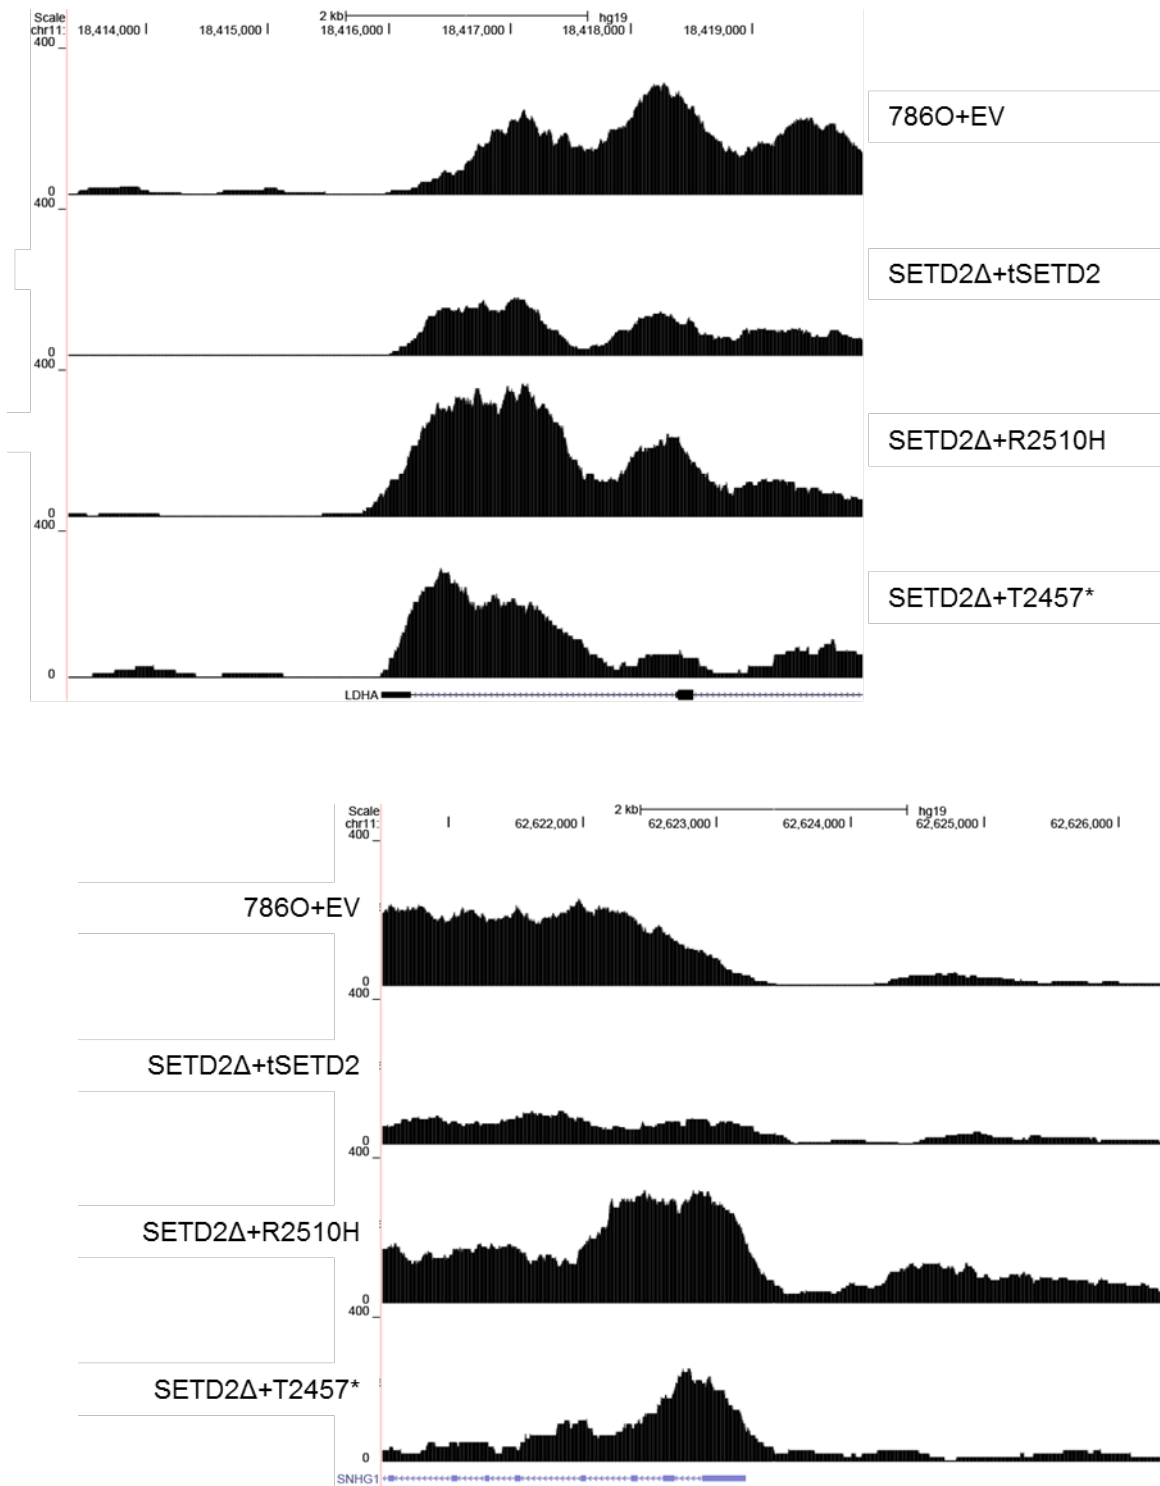 Scale 2 kb hg19
chr11: 18,414,000 18,415,000 18,416,000 18,417,000 18,418,000 18,419,000
400
786O+EV
0
400
SETD2Δ+tSETD2
0
400
SETD2Δ+R2510H
0
400
SETD2Δ+T2457*
0
LDHA
Scale 2 kb hg19
chr11: 62,622,000 62,623,000 62,624,000 62,625,000 62,626,000
400
786O+EV
0
400
SETD2Δ+tSETD2
0
400
SETD2Δ+R2510H
0
400
SETD2Δ+T2457*
0
SNHG1